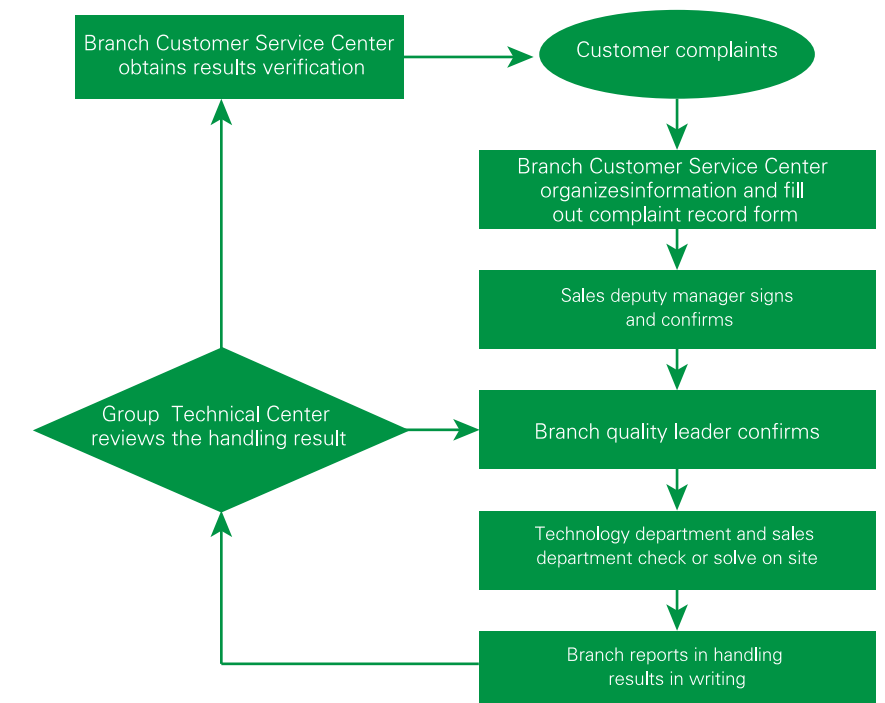 Branch Customer Service Center
obtains results verification
Customer complaints
Branch Customer Service Center
organizesinformation and fill
out complaint record form
Sales deputy manager signs
and confirms
Group Technical Center
reviews the handling result
Branch quality leader confirms
Technology department and sales
department check or solve on site
Branch reports in handling
results in writing